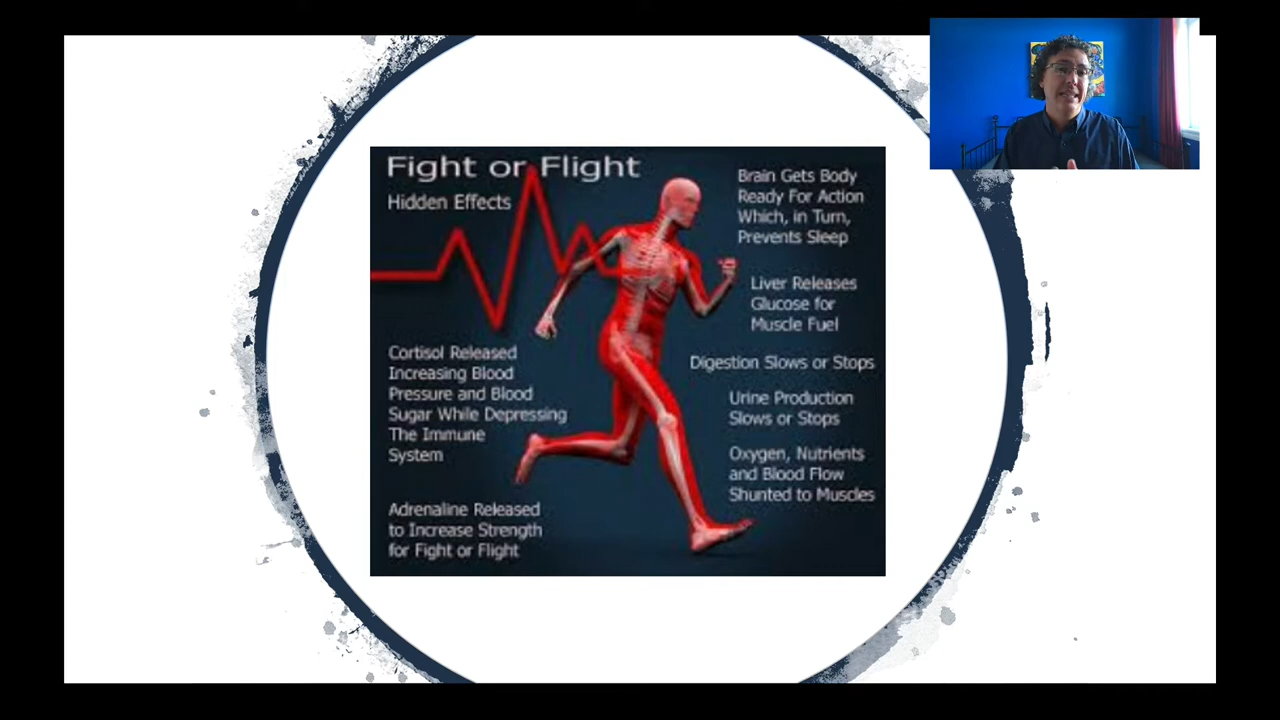 Fight or Flight
Hidden Effects
Cortisol Released
Increasing Blood
Pressure and Blood
Sugar While Depressing
The Immune
System
Adrenaline Released
to Increase Strength
for Fight or Flight
Brain Gets Body
Ready For Action
Which, in Turn,
Prevents Sleep
Liver Releases
Glucose for
Muscle Fuel
Digestion Slows or Stops
Urine Production
Slows or Stops
Oxygen, Nutrients
and Blood Flow
Shunted to Muscles